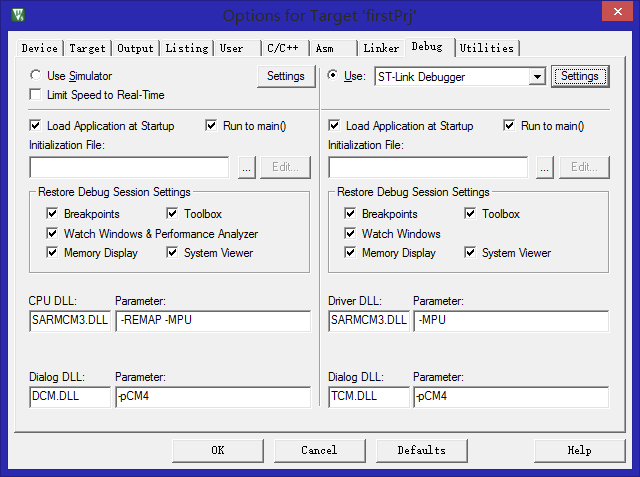 Options for Target 'firstPrj'
Device Target Output Listing User C/C++ Asm Linker Debug Utilities
Use Simulator Settings
Limit Speed to Real-Time
Use: ST-Link Debugger Settings
Load Application at Startup Run to main()
Initialization File:
... Edit...
Load Application at Startup Run to main()
Initialization File:
... Edit...
Restore Debug Session Settings
Breakpoints Toolbox
Watch Windows & Performance Analyzer
Memory Display System Viewer
Restore Debug Session Settings
Breakpoints Toolbox
Watch Windows
Memory Display System Viewer
CPU DLL: Parameter:
SARMCM3.DLL -REMAP -MPU
Driver DLL: Parameter:
SARMCM3.DLL -MPU
Dialog DLL: Parameter:
DCM.DLL -pCM4
Dialog DLL: Parameter:
TCM.DLL -pCM4
OK Cancel Defaults Help